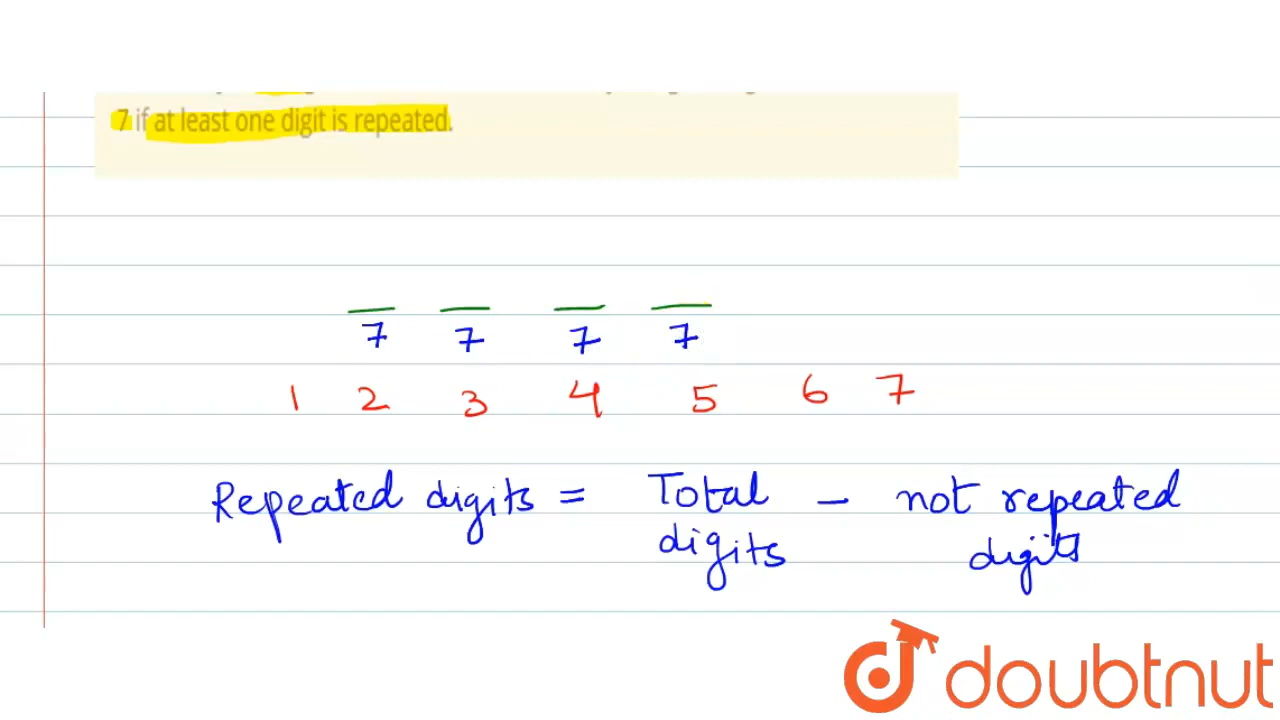 7 if at least one digit is repeated.
7 7 7 7
1 2 3 4 5 6 7
Repeated digits = Total - not repeated
digits digits
doubtnut